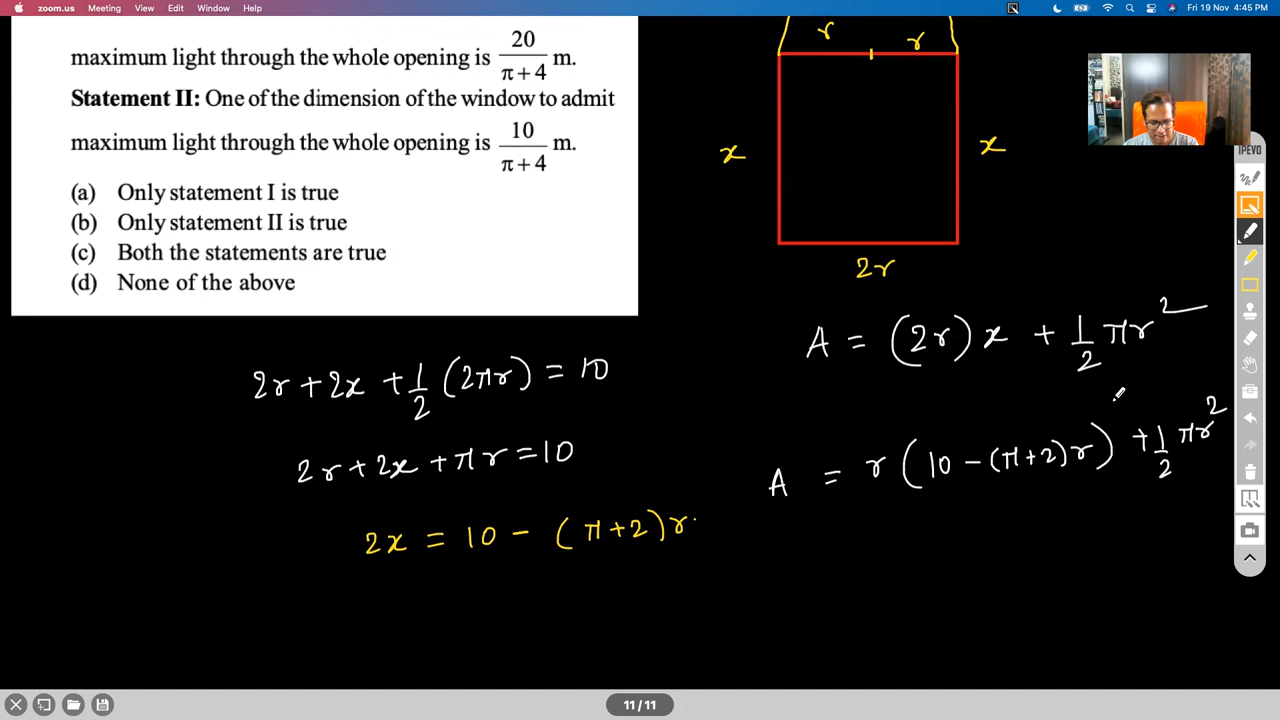 zoom.us Meeting View Edit Window Help Fri 19 Nov 4:45 PM
maximum light through the whole opening is 20/(π + 4) m.
Statement II: One of the dimension of the window to admit
maximum light through the whole opening is 10/(π + 4) m.
(a) Only statement I is true
(b) Only statement II is true
(c) Both the statements are true
(d) None of the above
r r
x x
2r
A = (2r)x + 1/2 πr²
2r + 2x + 1/2 (2πr) = 10
2r + 2x + πr = 10
2x = 10 - (π+2)r
A = r(10 - (π+2)r) + 1/2 πr²
IPEVO
11 / 11